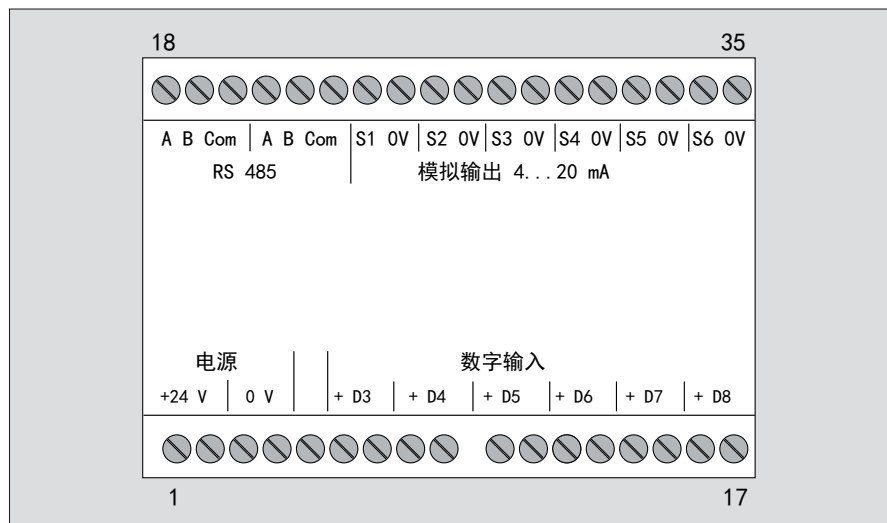 18 35
A B Com A B Com S1 0V S2 0V S3 0V S4 0V S5 0V S6 0V
RS 485 模拟输出 4...20 mA
电源 数字输入
+24 V 0 V + D3 + D4 + D5 + D6 + D7 + D8
1 17